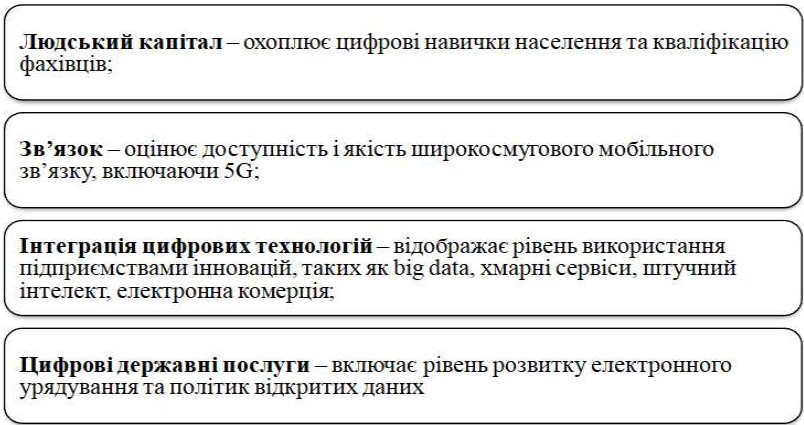 Людський капітал – охоплює цифрові навички населення та кваліфікацію
фахівців;
Зв’язок – оцінює доступність і якість широкосмугового мобільного
зв’язку, включаючи 5G;
Інтеграція цифрових технологій – відображає рівень використання
підприємствами інновацій, таких як big data, хмарні сервіси, штучний
інтелект, електронна комерція;
Цифрові державні послуги – включає рівень розвитку електронного
урядування та політик відкритих даних